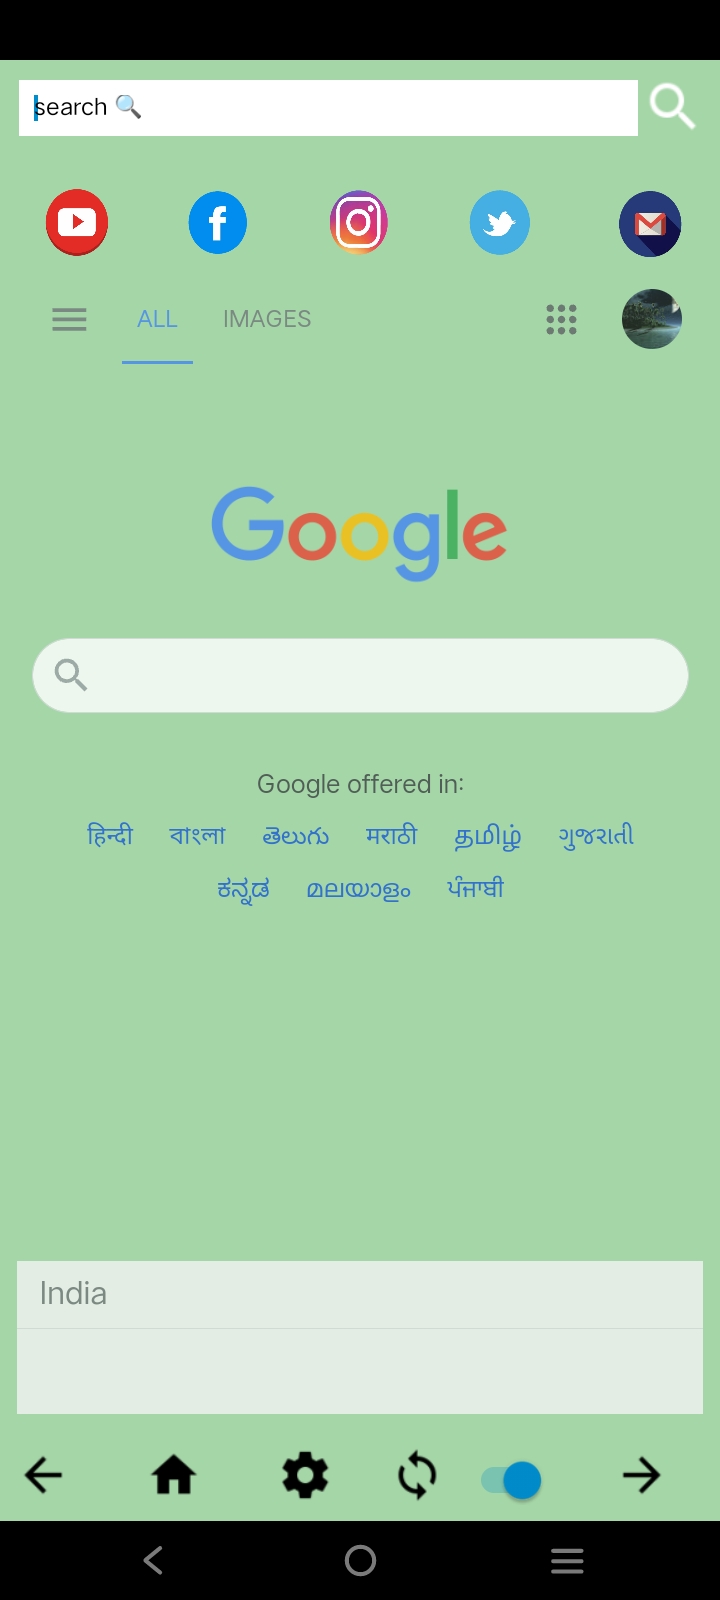 search 🔍
ALL IMAGES
Google
Google offered in:
हिन्दी বাংলা తెలుగు मराठी தமிழ் ગુજરાતી
ಕನ್ನಡ മലയാളം ਪੰਜਾਬੀ
India